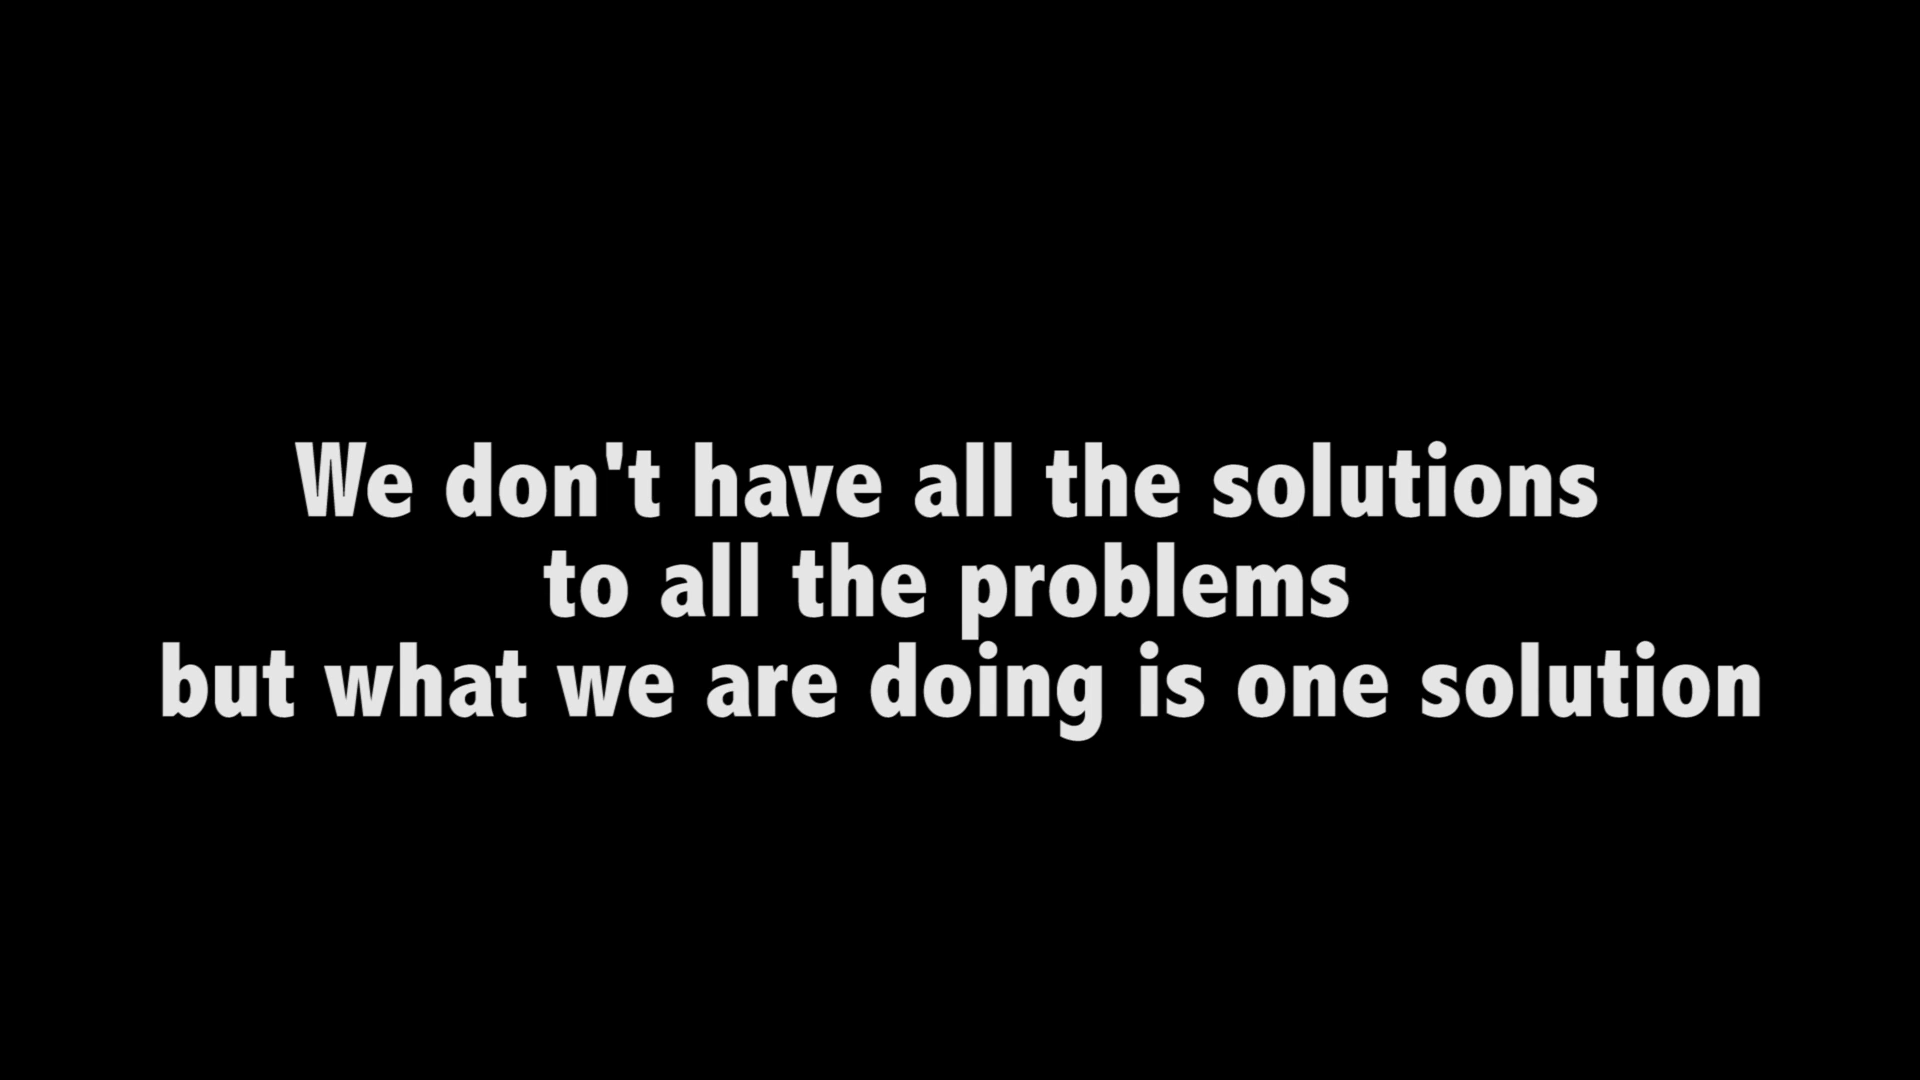 We don't have all the solutions
to all the problems
but what we are doing is one solution